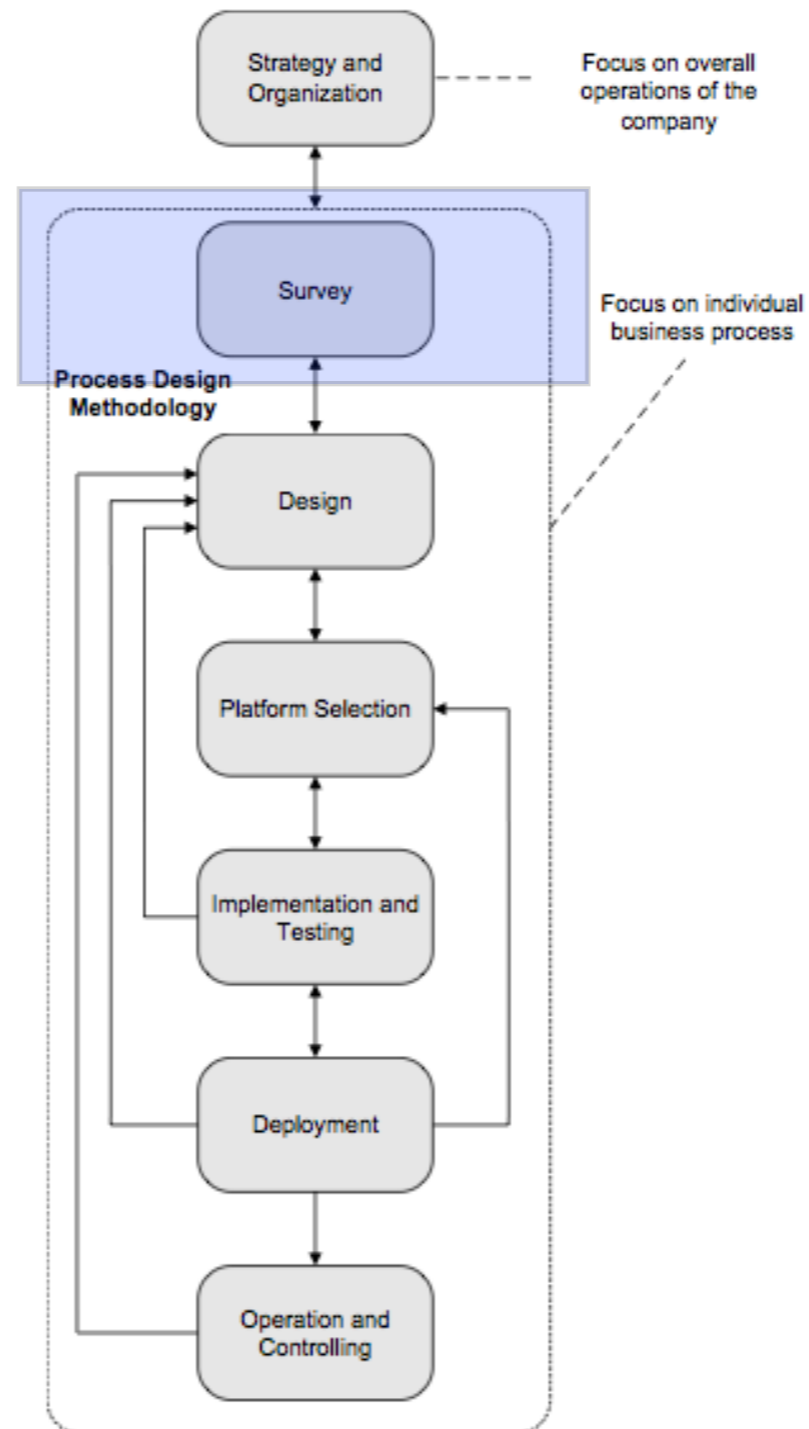 Strategy and
Organization
Focus on overall
operations of the
company
Survey
Focus on individual
business process
Process Design
Methodology
Design
Platform Selection
Implementation and
Testing
Deployment
Operation and
Controlling